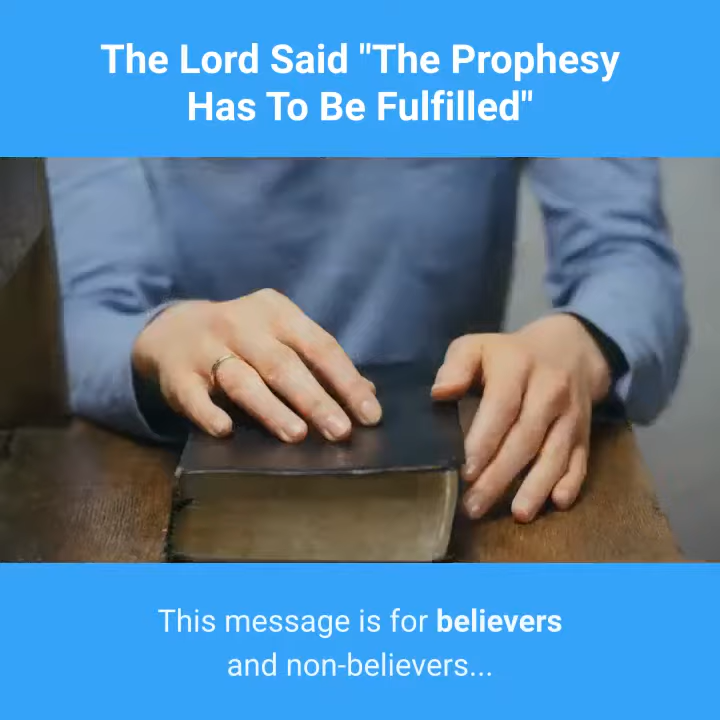 The Lord Said "The Prophesy
Has To Be Fulfilled"
This message is for believers
and non-believers...